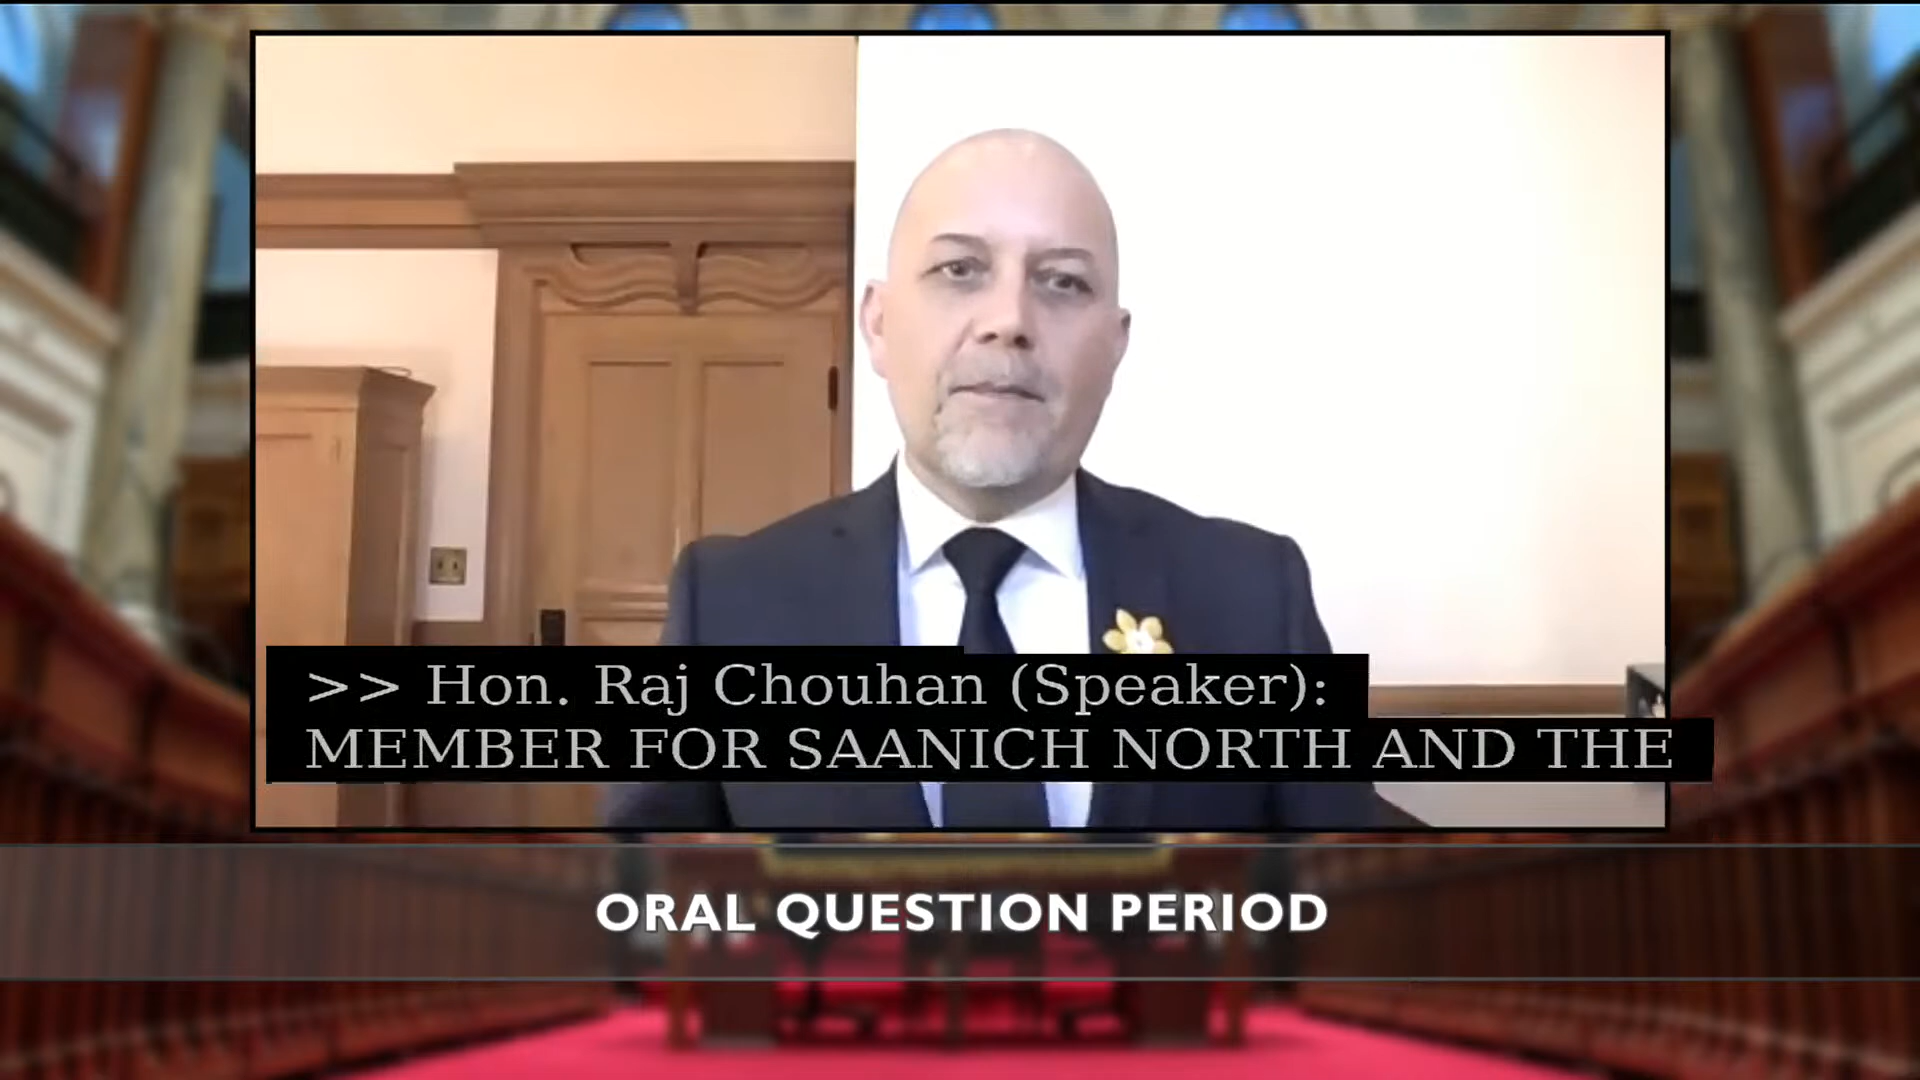 >> Hon. Raj Chouhan (Speaker):
MEMBER FOR SAANICH NORTH AND THE
ORAL QUESTION PERIOD